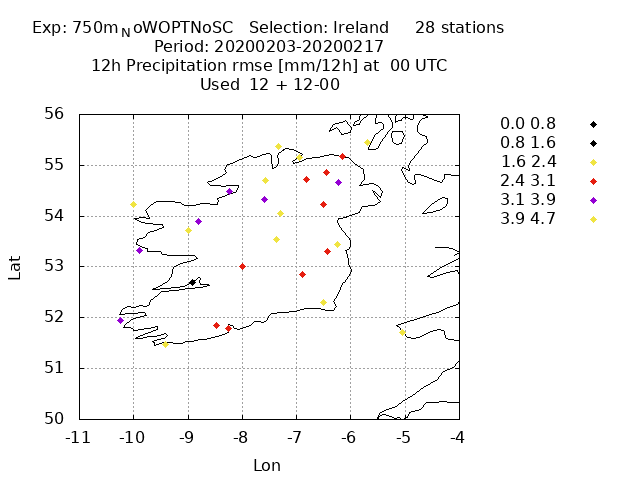 Exp: 750m_NoWOPTNoSC   Selection: Ireland     28 stations
Period: 20200203-20200217
12h Precipitation rmse [mm/12h] at  00 UTC
Used  12 + 12-00
56
55
54
53
52
51
50
-11 -10 -9 -8 -7 -6 -5 -4
Lat
Lon
0.0 0.8
0.8 1.6
1.6 2.4
2.4 3.1
3.1 3.9
3.9 4.7